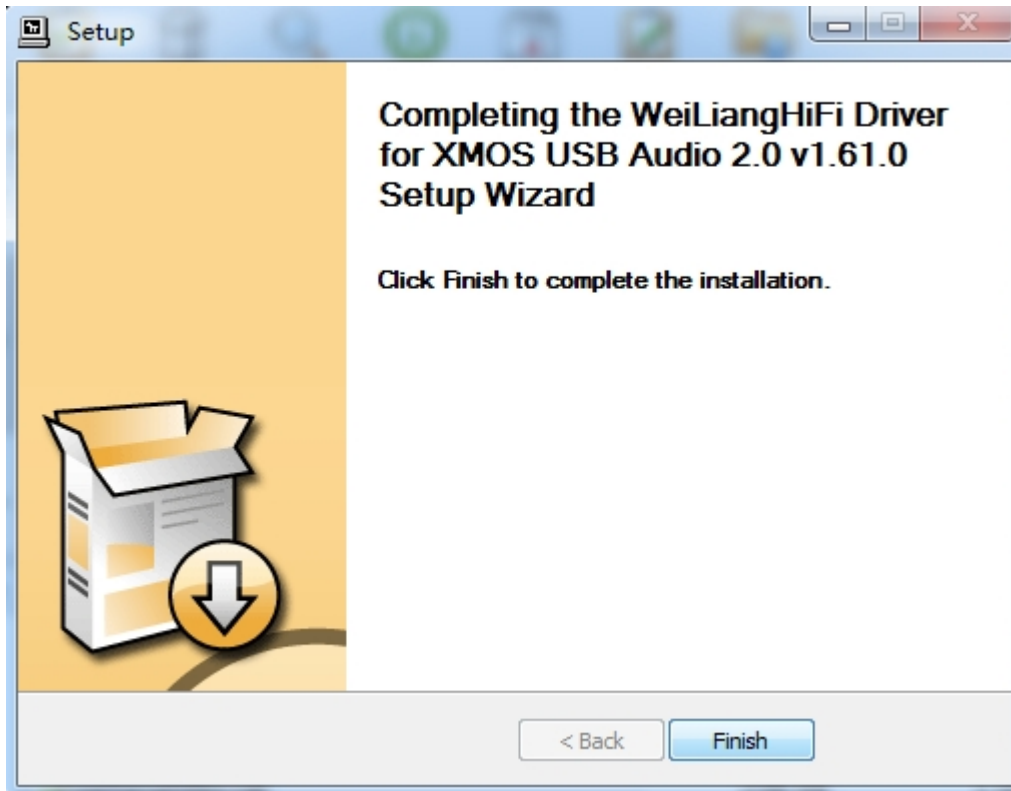 Setup
Completing the WeiLiangHiFi Driver
for XMOS USB Audio 2.0 v1.61.0
Setup Wizard
Click Finish to complete the installation.
< Back
Finish